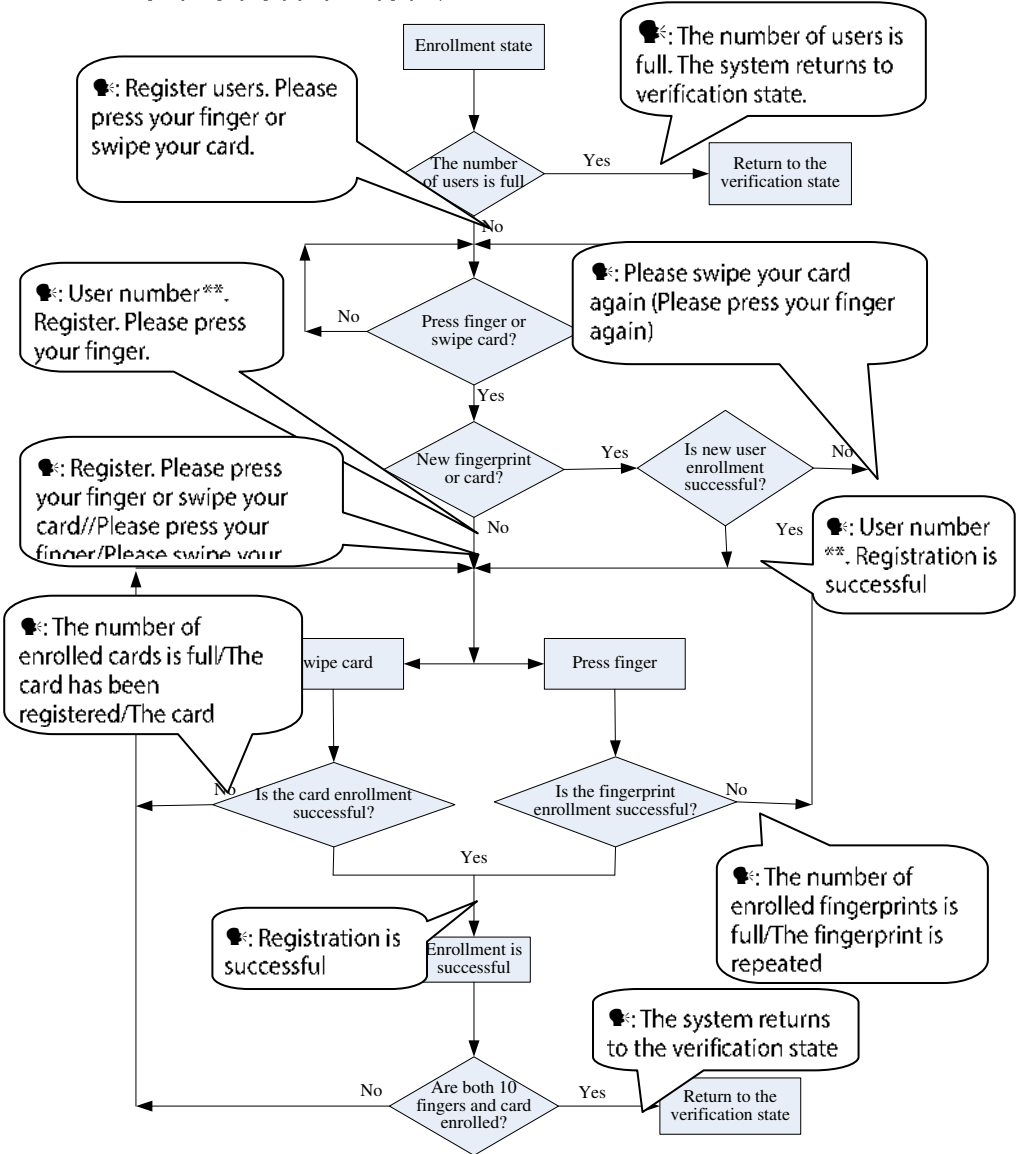 Enrollment state
🗣: The number of users is
full. The system returns to
verification state.
🗣: Register users. Please
press your finger or
swipe your card.
The number
of users is full
Yes
Return to the
verification state
No
🗣: User number**.
Register. Please press
your finger.
No
Press finger or
swipe card?
🗣: Please swipe your card
again (Please press your finger
again)
Yes
🗣: Register. Please press
your finger or swipe your
card//Please press your
finger/Please swipe your
New fingerprint
or card?
Yes
Is new user
enrollment
successful?
No
No
Yes
🗣: User number
**. Registration is
successful
🗣: The number of
enrolled cards is full/The
card has been
registered/The card
wipe card
Press finger
No
Is the card enrollment
successful?
Is the fingerprint
enrollment successful?
No
Yes
🗣: The number of
enrolled fingerprints is
full/The fingerprint is
repeated
🗣: Registration is
successful
Enrollment is
successful
🗣: The system returns
to the verification state
No
Are both 10
fingers and card
enrolled?
Yes
Return to the
verification state